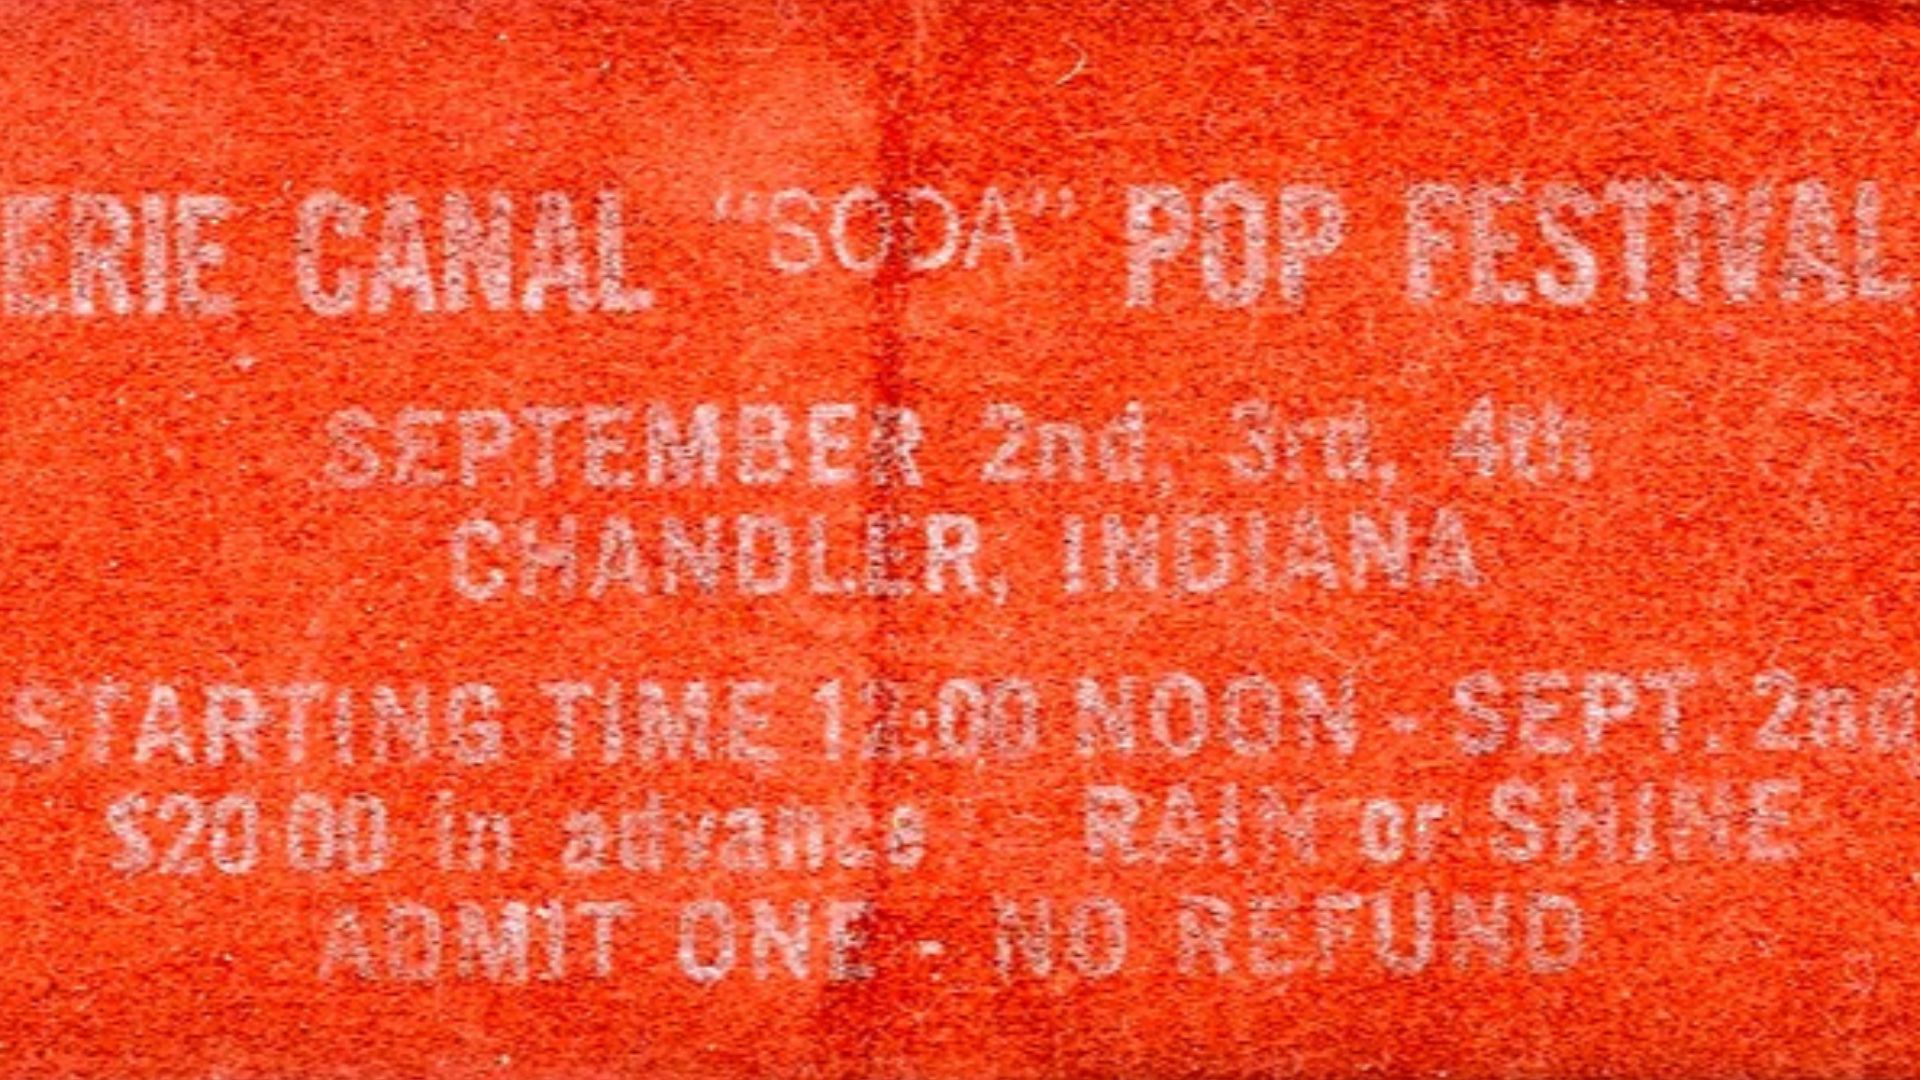 ERIE CANAL "SODA" POP FESTIVAL
SEPTEMBER 2nd, 3rd, 4th
CHANDLER, INDIANA
STARTING TIME 12:00 NOON - SEPT. 2nd
$20.00 in advance RAIN or SHINE
ADMIT ONE - NO REFUND